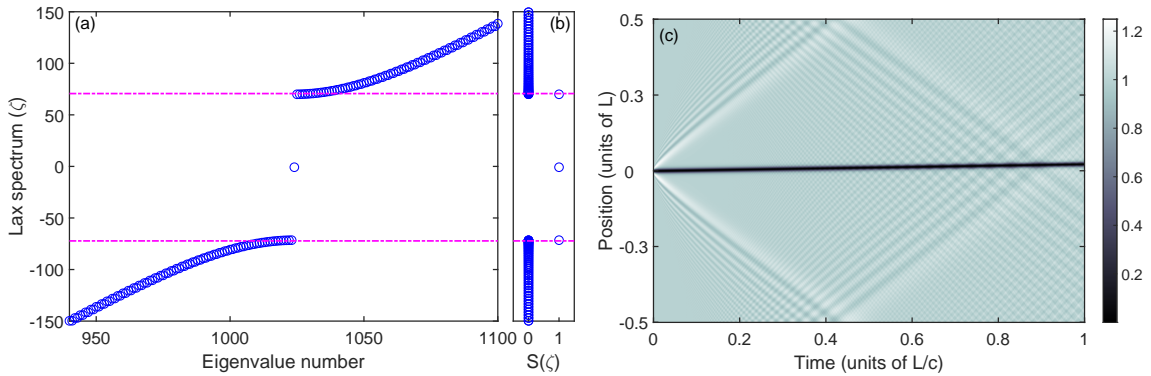 (a)
150
100
50
0
-50
-100
-150
Lax spectrum (ζ)
950 1000 1050 1100
Eigenvalue number
(b)
0 1
S(ζ)
(c)
0.5
0.3
0
-0.3
-0.5
Position (units of L)
0 0.2 0.4 0.6 0.8 1
Time (units of L/c)
1.2
1
0.8
0.6
0.4
0.2